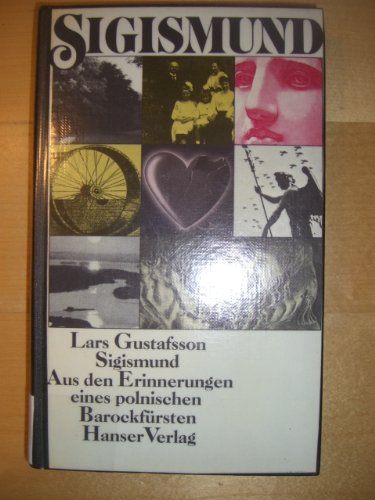 SIGISMUND
Lars Gustafsson
Sigismund
Aus den Erinnerungen
eines polnischen
Barockfürsten
Hanser Verlag